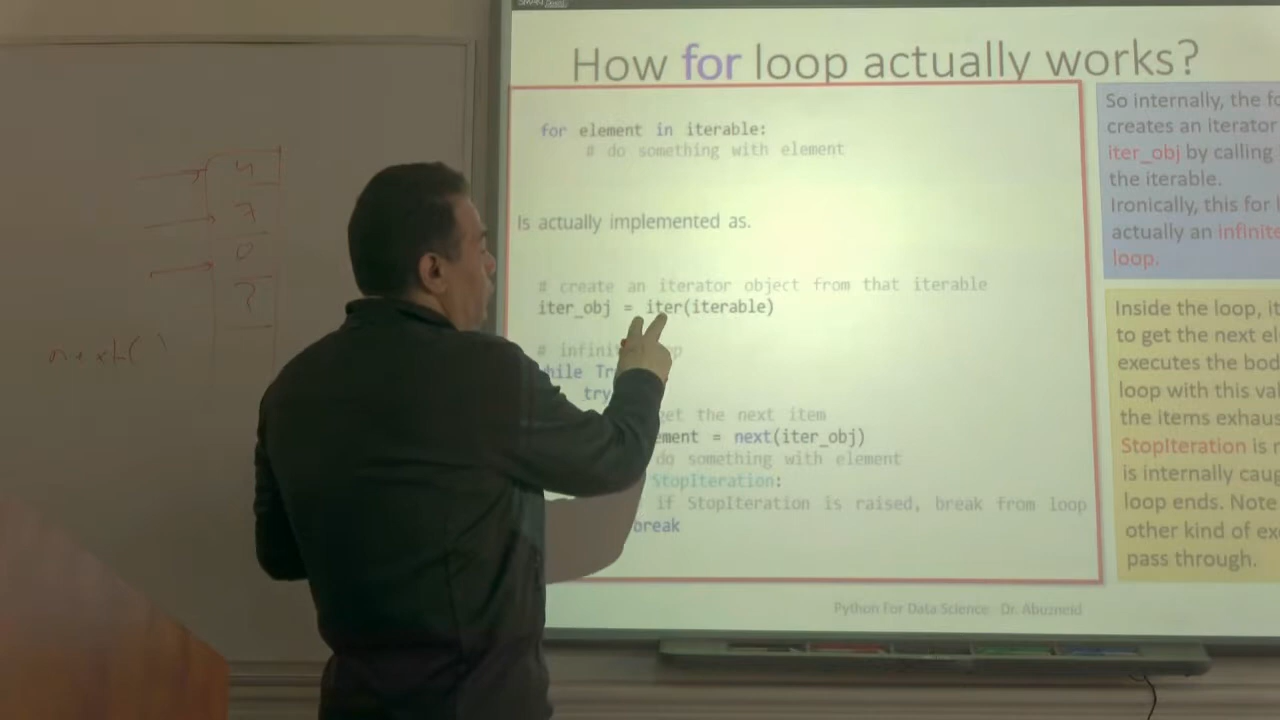 How for loop actually works?
for element in iterable:
# do something with element
Is actually implemented as.
# create an iterator object from that iterable
iter_obj = iter(iterable)
# infini
hile Tr
try
et the next item
ement = next(iter_obj)
do something with element
StopIteration:
if StopIteration is raised, break from loop
break
So internally, the fo
creates an iterator
iter_obj by calling
the iterable.
Ironically, this for l
actually an infinite
loop.
Inside the loop, it
to get the next el
executes the bod
loop with this val
the items exhaus
StopIteration is r
is internally caug
loop ends. Note
other kind of ex
pass through.
Python For Data Science Dr. Abuzneid
4
7
0
?
next( )